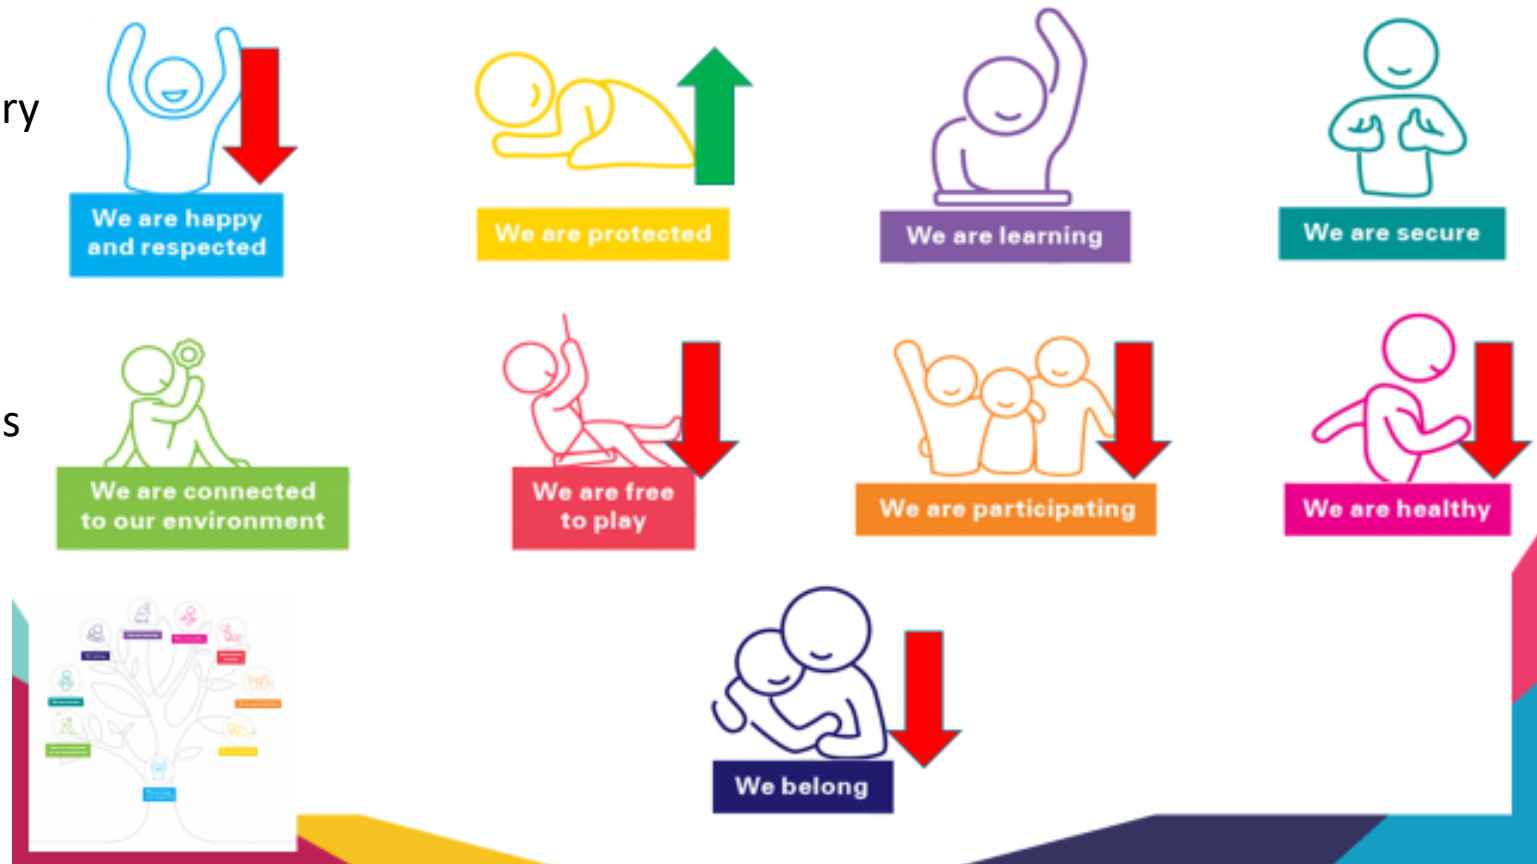 ry
We are happy
and respected
We are protected
We are learning
We are secure
s
We are connected
to our environment
We are free
to play
We are participating
We are healthy
We belong